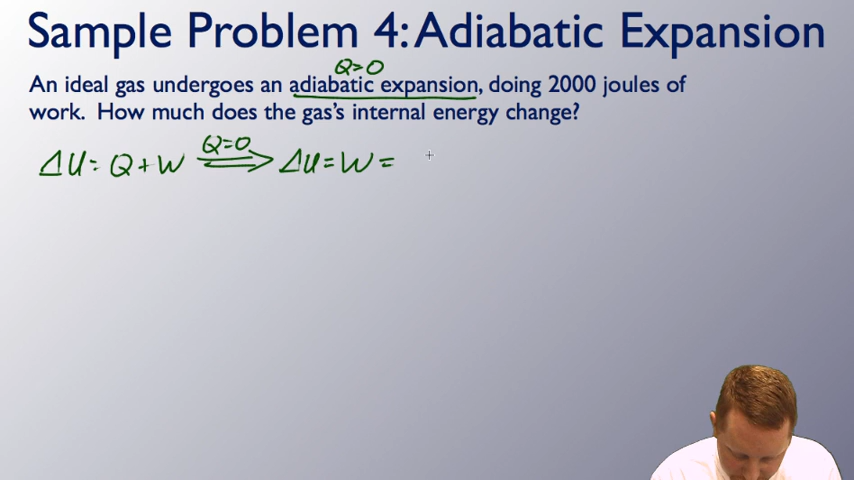 Sample Problem 4: Adiabatic Expansion
Q=0
An ideal gas undergoes an adiabatic expansion, doing 2000 joules of
work. How much does the gas's internal energy change?
Q=0
ΔU = Q + W ⟹ ΔU = W =